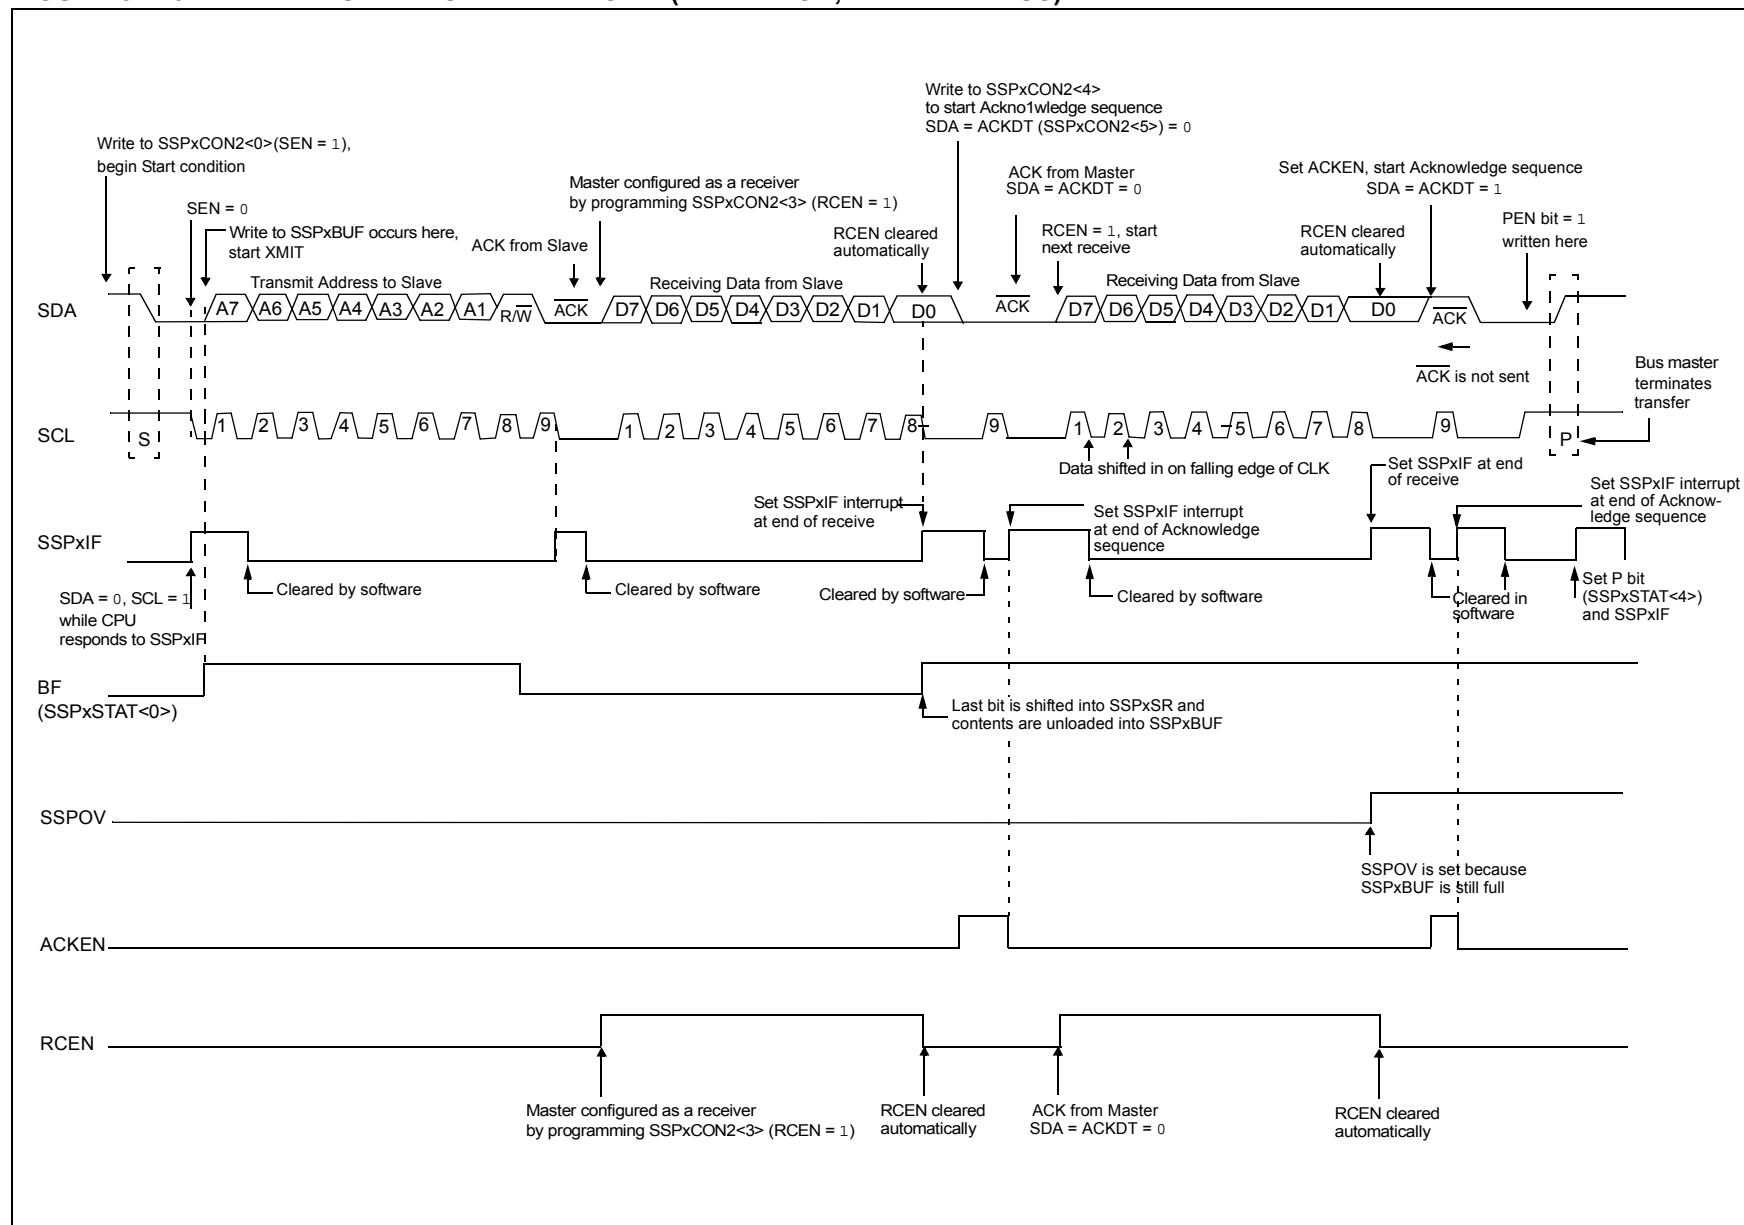 Write to SSPxCON2<4>
to start Ackno1wledge sequence
SDA = ACKDT (SSPxCON2<5>) = 0
Write to SSPxCON2<0>(SEN = 1),
begin Start condition
ACK from Master
SDA = ACKDT = 0
Set ACKEN, start Acknowledge sequence
SDA = ACKDT = 1
Master configured as a receiver
by programming SSPxCON2<3> (RCEN = 1)
SEN = 0
Write to SSPxBUF occurs here,
start XMIT
ACK from Slave
RCEN cleared
automatically
RCEN = 1, start
next receive
RCEN cleared
automatically
PEN bit = 1
written here
Transmit Address to Slave
Receiving Data from Slave
Receiving Data from Slave
SDA
A7 A6 A5 A4 A3 A2 A1 R/W ACK D7 D6 D5 D4 D3 D2 D1 D0 ACK D7 D6 D5 D4 D3 D2 D1 D0 ACK
ACK is not sent
Bus master
terminates
transfer
SCL
S 1 2 3 4 5 6 7 8 9 1 2 3 4 5 6 7 8 9 1 2 3 4 5 6 7 8 9 P
Data shifted in on falling edge of CLK
Set SSPxIF at end
of receive
Set SSPxIF interrupt
at end of receive
Set SSPxIF interrupt
at end of Acknowledge
sequence
Set SSPxIF interrupt
at end of Acknow-
ledge sequence
SSPxIF
Cleared by software
Cleared by software
Cleared by software
Cleared by software
Cleared in
software
Set P bit
(SSPxSTAT<4>)
and SSPxIF
SDA = 0, SCL = 1
while CPU
responds to SSPxIF
BF
(SSPxSTAT<0>)
Last bit is shifted into SSPxSR and
contents are unloaded into SSPxBUF
SSPOV
SSPOV is set because
SSPxBUF is still full
ACKEN
RCEN
Master configured as a receiver
by programming SSPxCON2<3> (RCEN = 1)
RCEN cleared
automatically
ACK from Master
SDA = ACKDT = 0
RCEN cleared
automatically